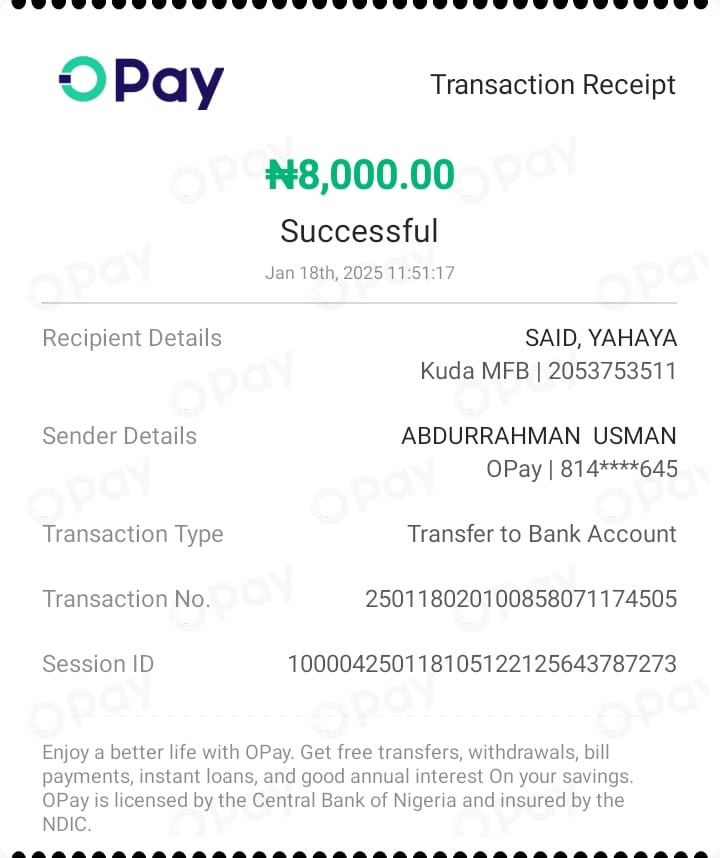 OPay
Transaction Receipt
₦8,000.00
Successful
Jan 18th, 2025 11:51:17
Recipient Details
SAID, YAHAYA
Kuda MFB | 2053753511
Sender Details
ABDURRAHMAN USMAN
OPay | 814****645
Transaction Type
Transfer to Bank Account
Transaction No.
250118020100858071174505
Session ID
100004250118105122125643787273
Enjoy a better life with OPay. Get free transfers, withdrawals, bill
payments, instant loans, and good annual interest On your savings.
OPay is licensed by the Central Bank of Nigeria and insured by the
NDIC.